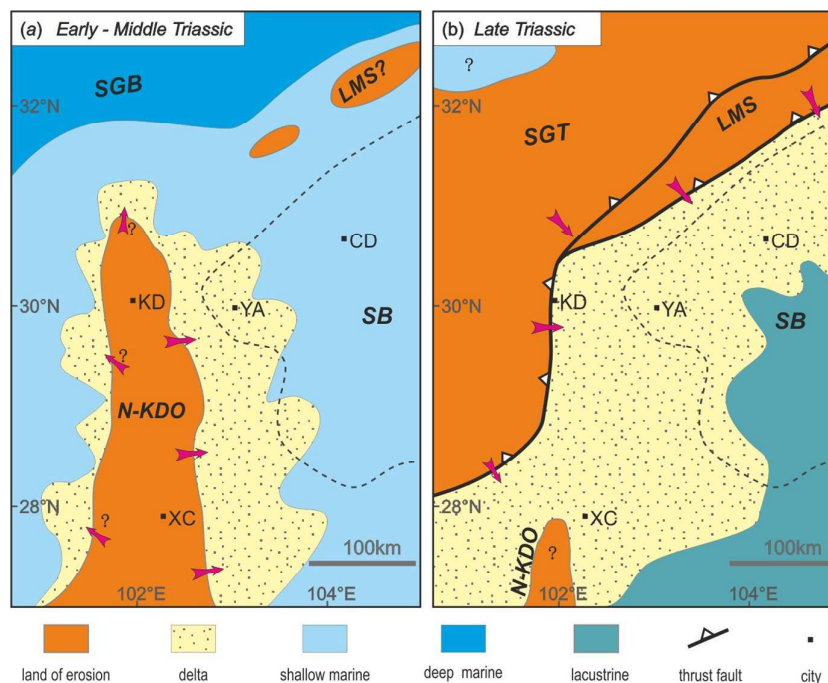 (a) Early - Middle Triassic
SGB
LMS?
32°N
?
CD
30°N
KD
YA
SB
?
N-KDO
28°N
?
XC
100km
102°E
104°E
(b) Late Triassic
?
32°N
SGT
LMS
CD
30°N
KD
YA
SB
28°N
XC
N-KDO
?
100km
102°E
104°E
land of erosion
delta
shallow marine
deep marine
lacustrine
thrust fault
city